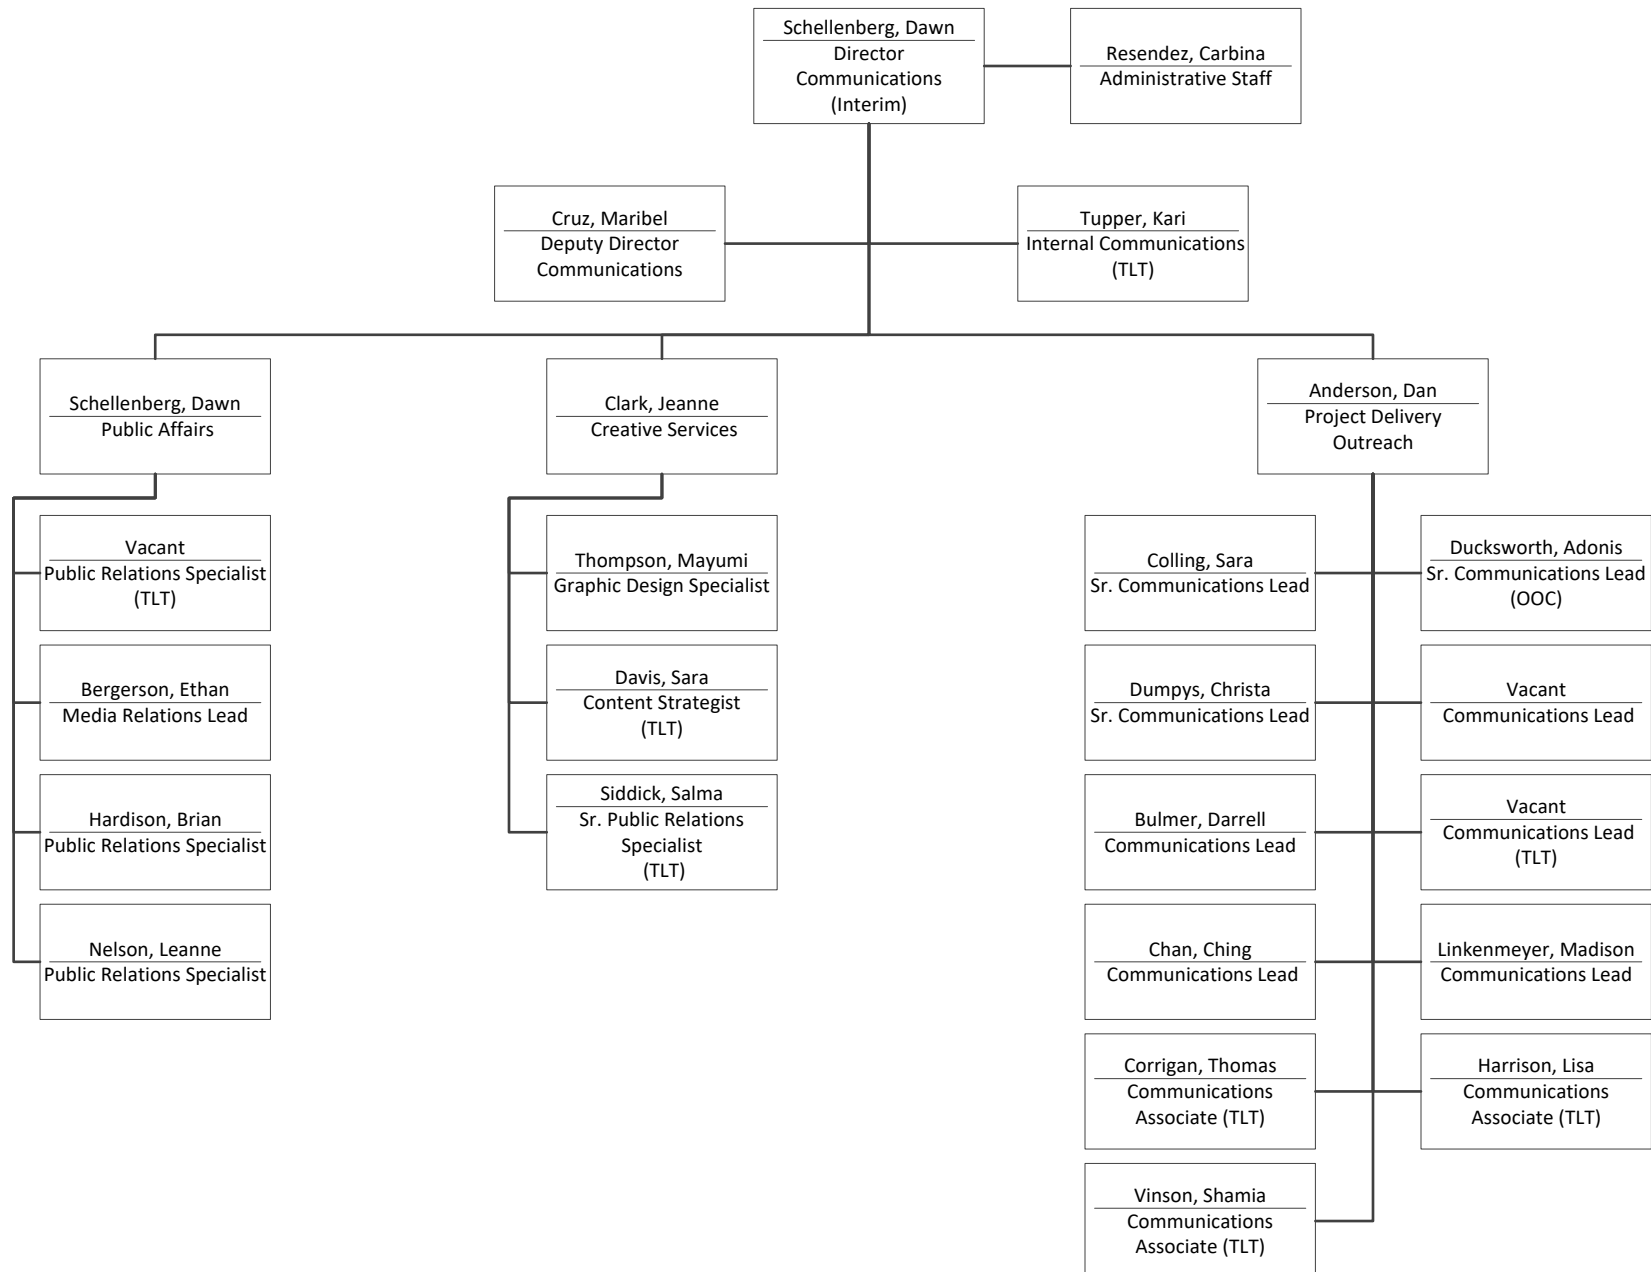 Schellenberg, Dawn
Director
Communications
(Interim)
Resendez, Carbina
Administrative Staff
Cruz, Maribel
Deputy Director
Communications
Tupper, Kari
Internal Communications
(TLT)
Schellenberg, Dawn
Public Affairs
Clark, Jeanne
Creative Services
Anderson, Dan
Project Delivery
Outreach
Vacant
Public Relations Specialist
(TLT)
Bergerson, Ethan
Media Relations Lead
Hardison, Brian
Public Relations Specialist
Nelson, Leanne
Public Relations Specialist
Thompson, Mayumi
Graphic Design Specialist
Davis, Sara
Content Strategist
(TLT)
Siddick, Salma
Sr. Public Relations
Specialist
(TLT)
Colling, Sara
Sr. Communications Lead
Ducksworth, Adonis
Sr. Communications Lead
(OOC)
Dumpys, Christa
Sr. Communications Lead
Vacant
Communications Lead
Bulmer, Darrell
Communications Lead
Vacant
Communications Lead
(TLT)
Chan, Ching
Communications Lead
Linkenmeyer, Madison
Communications Lead
Corrigan, Thomas
Communications
Associate (TLT)
Harrison, Lisa
Communications
Associate (TLT)
Vinson, Shamia
Communications
Associate (TLT)